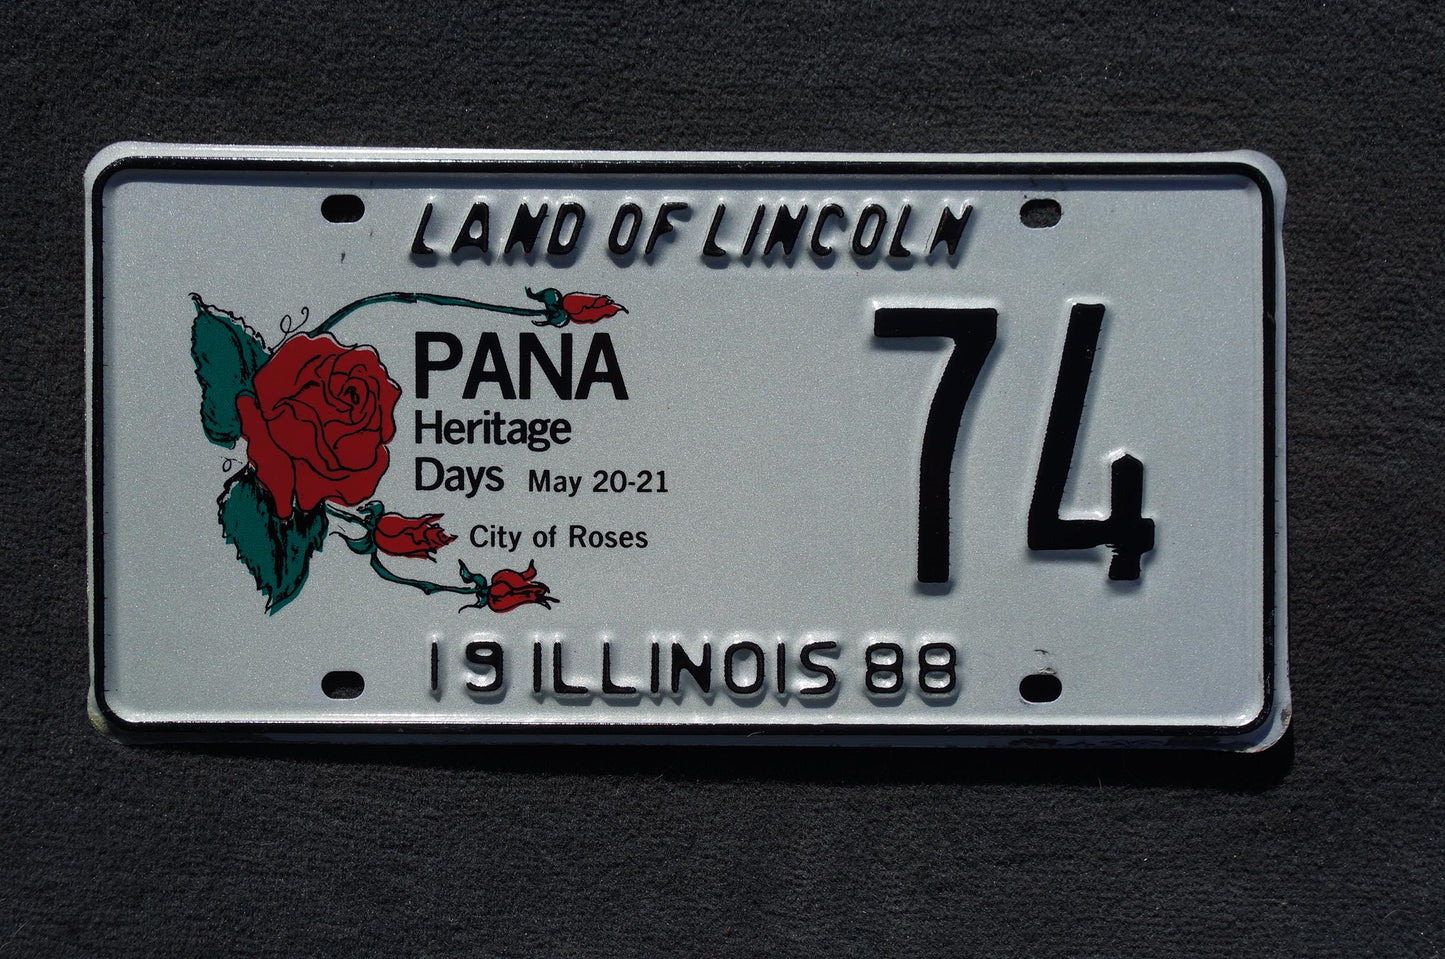 LAND OF LINCOLN
PANA
Heritage
Days May 20-21
City of Roses
74
19 ILLINOIS 88